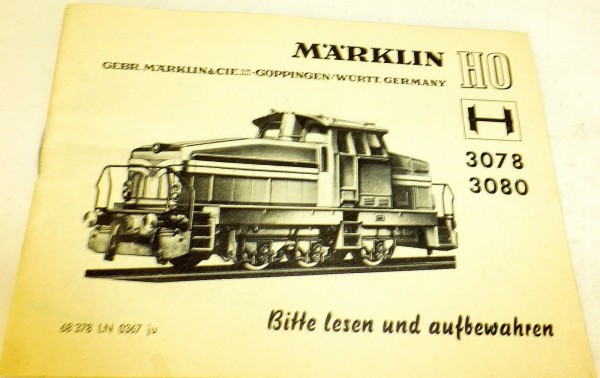 MÄRKLIN HO
GEBR. MÄRKLIN & CIE. GÖPPINGEN/WÜRTT. GERMANY
3078
3080
68 378 LN 0367 ju
Bitte lesen und aufbewahren